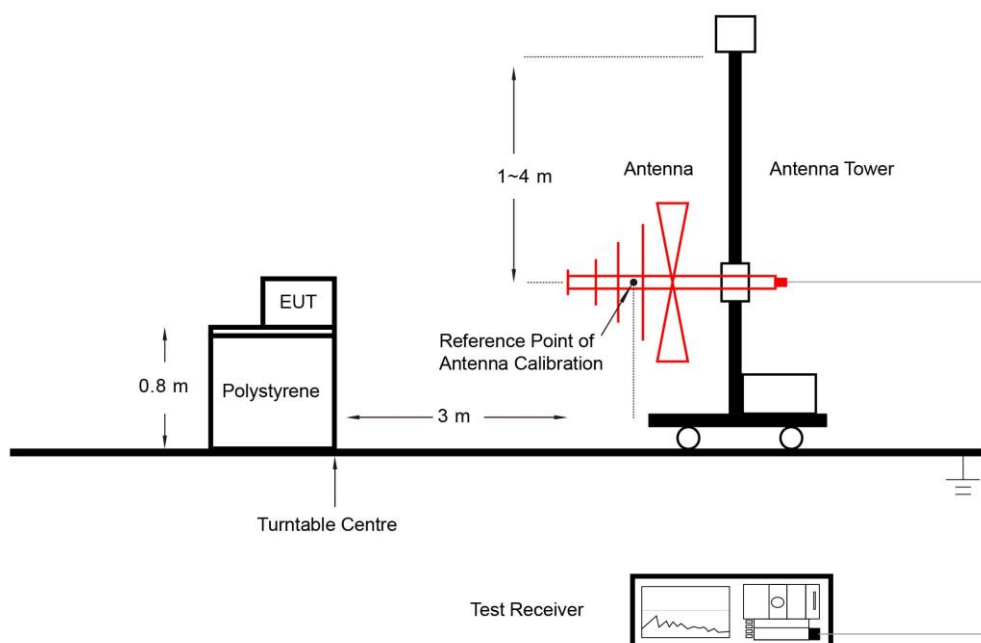 1~4 m
Antenna
Antenna Tower
EUT
Reference Point of
Antenna Calibration
0.8 m
Polystyrene
3 m
Turntable Centre
Test Receiver